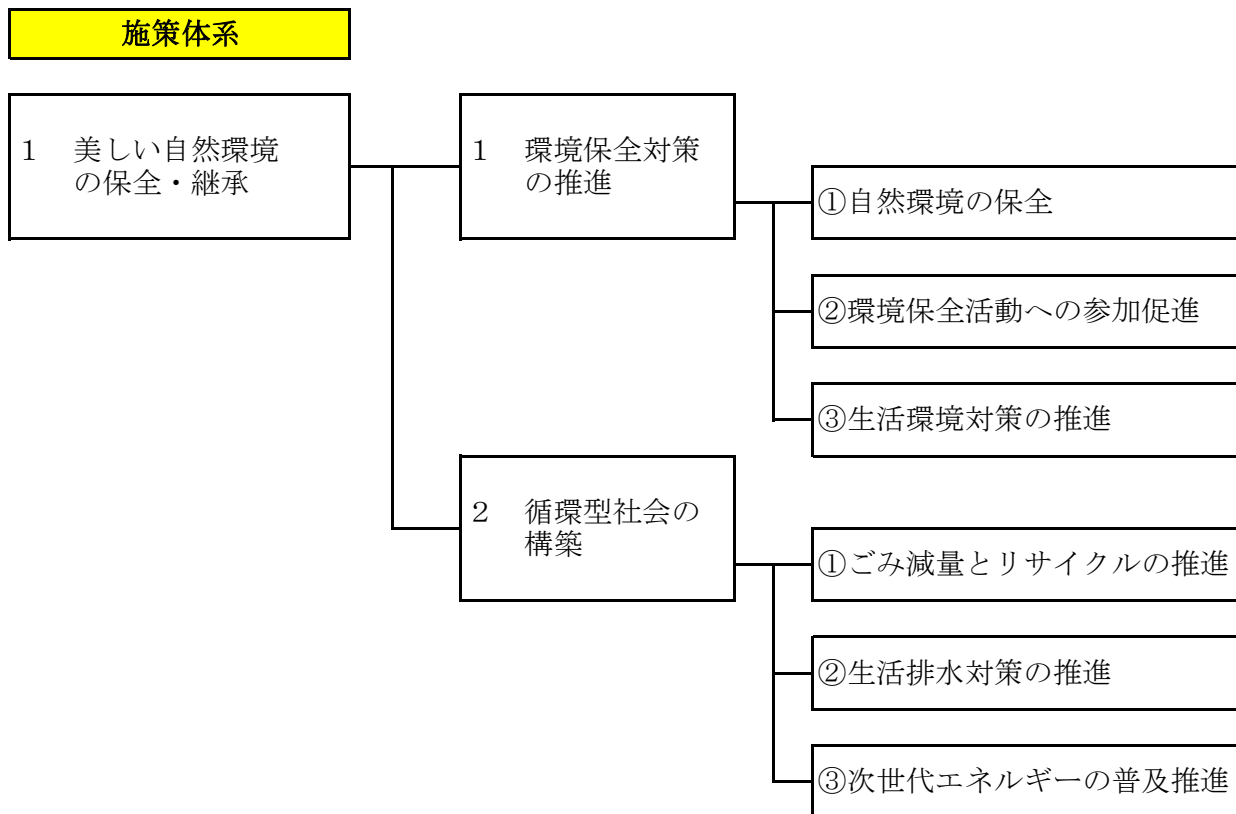 施策体系
1 美しい自然環境
の保全・継承
1 環境保全対策
の推進
①自然環境の保全
②環境保全活動への参加促進
③生活環境対策の推進
2 循環型社会の
構築
①ごみ減量とリサイクルの推進
②生活排水対策の推進
③次世代エネルギーの普及推進